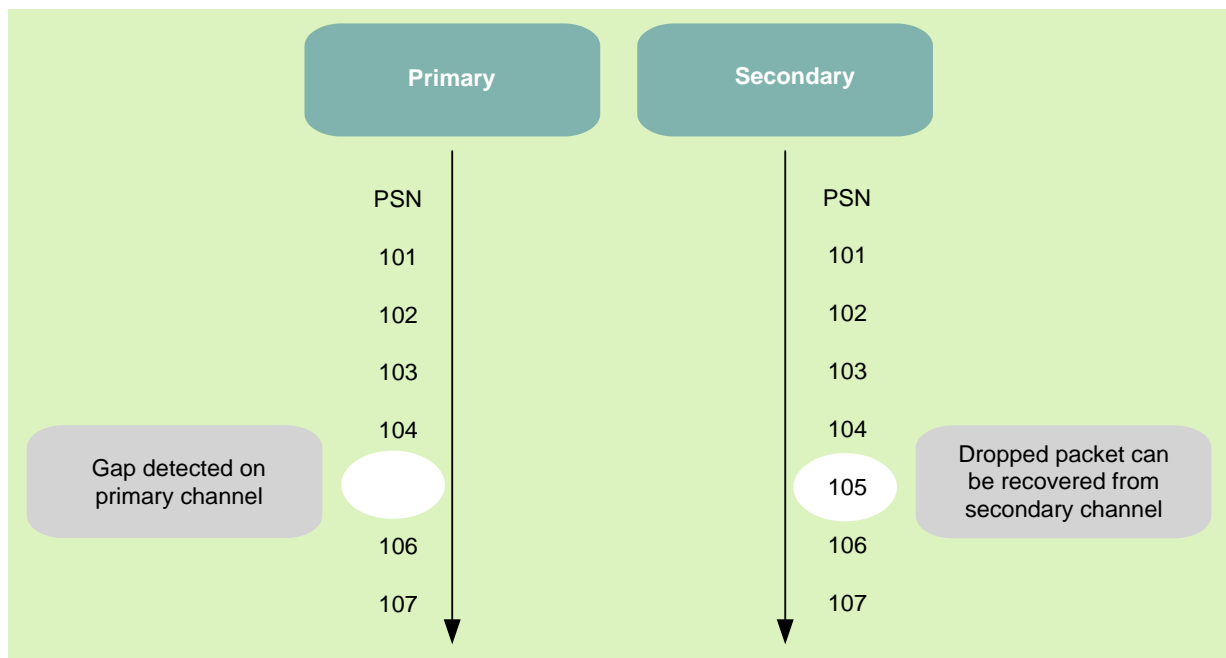 Primary
Secondary
PSN
PSN
101
101
102
102
103
103
104
104
Gap detected on
primary channel
105
Dropped packet can
be recovered from
secondary channel
106
106
107
107